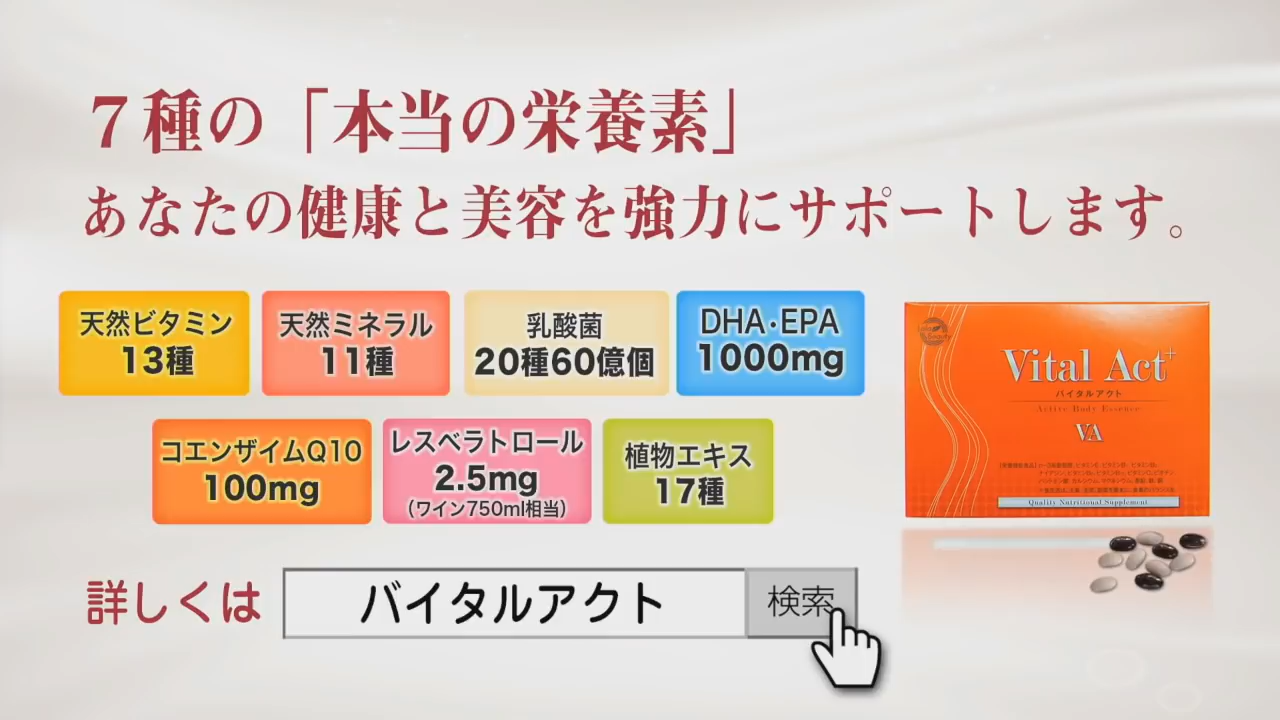 7種の「本当の栄養素」
あなたの健康と美容を強力にサポートします。
天然ビタミン
13種
天然ミネラル
11種
乳酸菌
20種60億個
DHA・EPA
1000mg
コエンザイムQ10
100mg
レスベラトロール
2.5mg
(ワイン750ml相当)
植物エキス
17種
Vital Act+
バイタルアクト
Active Body Essence
VA
Quality Nutritional Supplement
詳しくは
バイタルアクト
検索